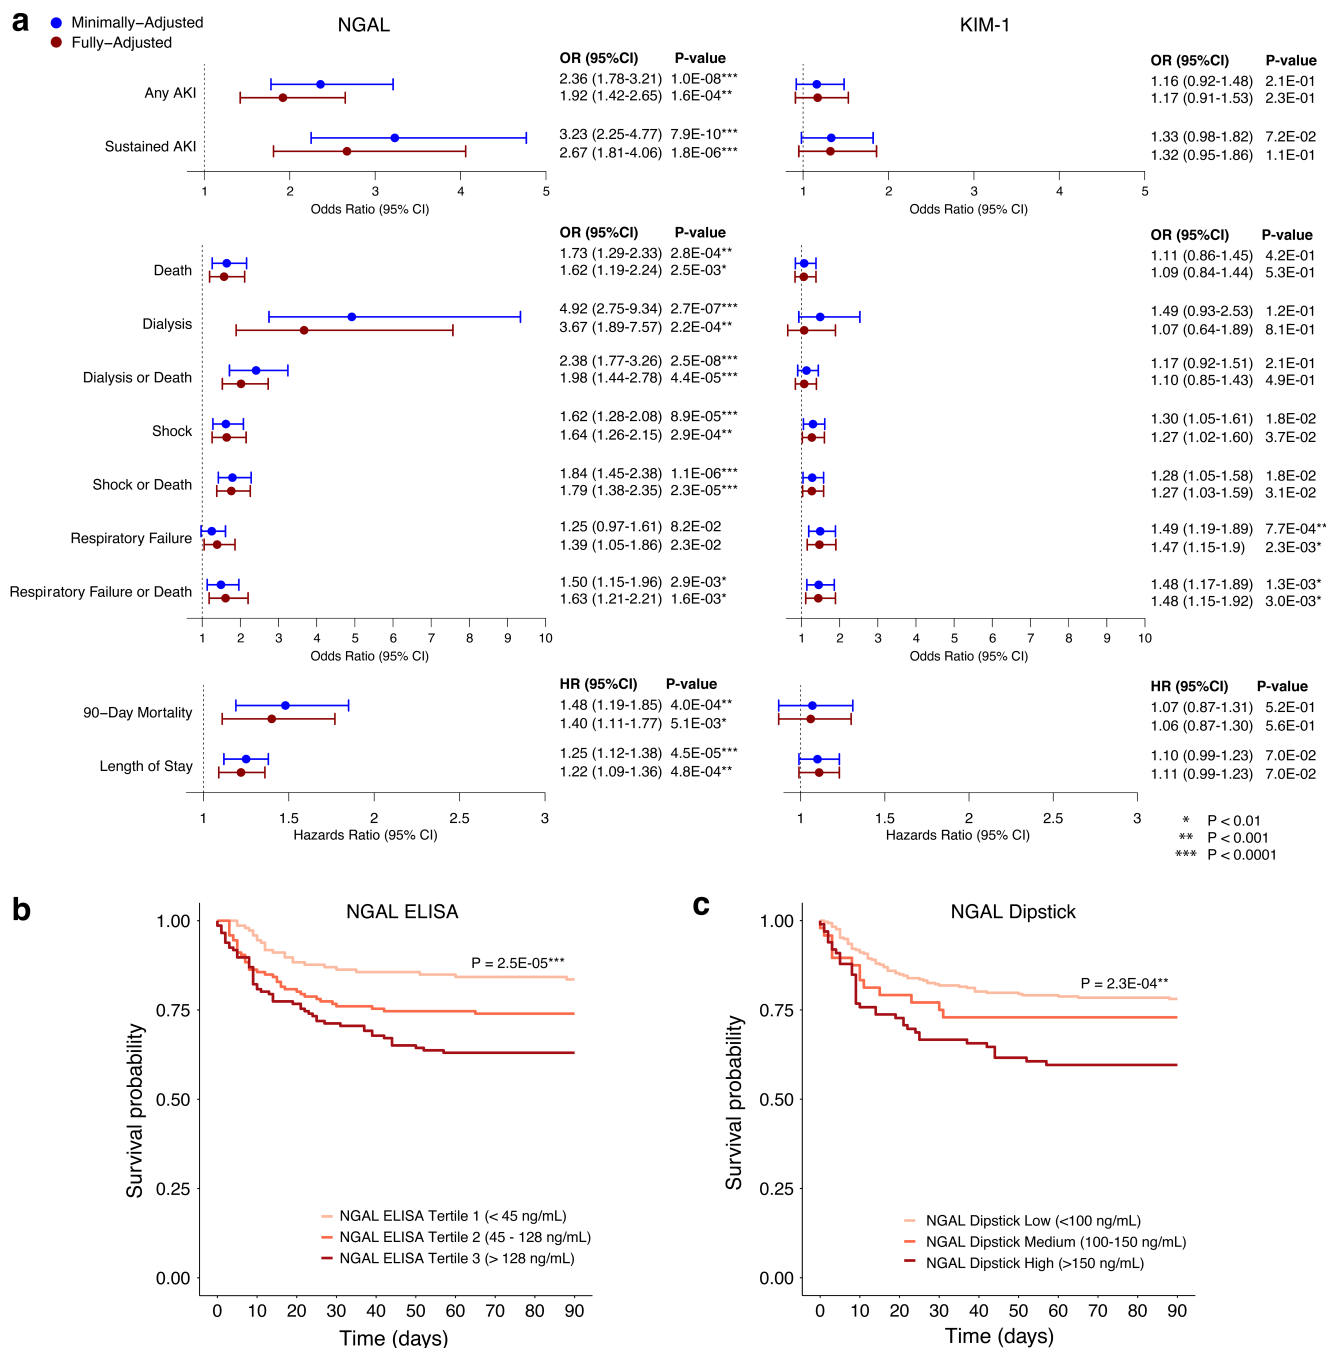 a
Minimally−Adjusted
Fully−Adjusted
NGAL
KIM-1
OR (95%CI) P-value
Any AKI
2.36 (1.78-3.21) 1.0E-08***
1.92 (1.42-2.65) 1.6E-04**
Sustained AKI
3.23 (2.25-4.77) 7.9E-10***
2.67 (1.81-4.06) 1.8E-06***
1 2 3 4 5
Odds Ratio (95% CI)
OR (95%CI) P-value
1.16 (0.92-1.48) 2.1E-01
1.17 (0.91-1.53) 2.3E-01
1.33 (0.98-1.82) 7.2E-02
1.32 (0.95-1.86) 1.1E-01
1 2 3 4 5
Odds Ratio (95% CI)
OR (95%CI) P-value
Death
1.73 (1.29-2.33) 2.8E-04**
1.62 (1.19-2.24) 2.5E-03*
Dialysis
4.92 (2.75-9.34) 2.7E-07***
3.67 (1.89-7.57) 2.2E-04**
Dialysis or Death
2.38 (1.77-3.26) 2.5E-08***
1.98 (1.44-2.78) 4.4E-05***
Shock
1.62 (1.28-2.08) 8.9E-05***
1.64 (1.26-2.15) 2.9E-04**
Shock or Death
1.84 (1.45-2.38) 1.1E-06***
1.79 (1.38-2.35) 2.3E-05***
Respiratory Failure
1.25 (0.97-1.61) 8.2E-02
1.39 (1.05-1.86) 2.3E-02
Respiratory Failure or Death
1.50 (1.15-1.96) 2.9E-03*
1.63 (1.21-2.21) 1.6E-03*
1 2 3 4 5 6 7 8 9 10
Odds Ratio (95% CI)
OR (95%CI) P-value
1.11 (0.86-1.45) 4.2E-01
1.09 (0.84-1.44) 5.3E-01
1.49 (0.93-2.53) 1.2E-01
1.07 (0.64-1.89) 8.1E-01
1.17 (0.92-1.51) 2.1E-01
1.10 (0.85-1.43) 4.9E-01
1.30 (1.05-1.61) 1.8E-02
1.27 (1.02-1.60) 3.7E-02
1.28 (1.05-1.58) 1.8E-02
1.27 (1.03-1.59) 3.1E-02
1.49 (1.19-1.89) 7.7E-04**
1.47 (1.15-1.9) 2.3E-03*
1.48 (1.17-1.89) 1.3E-03*
1.48 (1.15-1.92) 3.0E-03*
1 2 3 4 5 6 7 8 9 10
Odds Ratio (95% CI)
HR (95%CI) P-value
90−Day Mortality
1.48 (1.19-1.85) 4.0E-04**
1.40 (1.11-1.77) 5.1E-03*
Length of Stay
1.25 (1.12-1.38) 4.5E-05***
1.22 (1.09-1.36) 4.8E-04**
1 1.5 2 2.5 3
Hazards Ratio (95% CI)
HR (95%CI) P-value
1.07 (0.87-1.31) 5.2E-01
1.06 (0.87-1.30) 5.6E-01
1.10 (0.99-1.23) 7.0E-02
1.11 (0.99-1.23) 7.0E-02
1 1.5 2 2.5 3
Hazards Ratio (95% CI)
* P < 0.01
** P < 0.001
*** P < 0.0001
b
NGAL ELISA
Survival probability
1.00
0.75
0.50
0.25
0.00
P = 2.5E-05***
NGAL ELISA Tertile 1 (< 45 ng/mL)
NGAL ELISA Tertile 2 (45 - 128 ng/mL)
NGAL ELISA Tertile 3 (> 128 ng/mL)
0 10 20 30 40 50 60 70 80 90
Time (days)
c
NGAL Dipstick
Survival probability
1.00
0.75
0.50
0.25
0.00
P = 2.3E-04**
NGAL Dipstick Low (<100 ng/mL)
NGAL Dipstick Medium (100-150 ng/mL)
NGAL Dipstick High (>150 ng/mL)
0 10 20 30 40 50 60 70 80 90
Time (days)